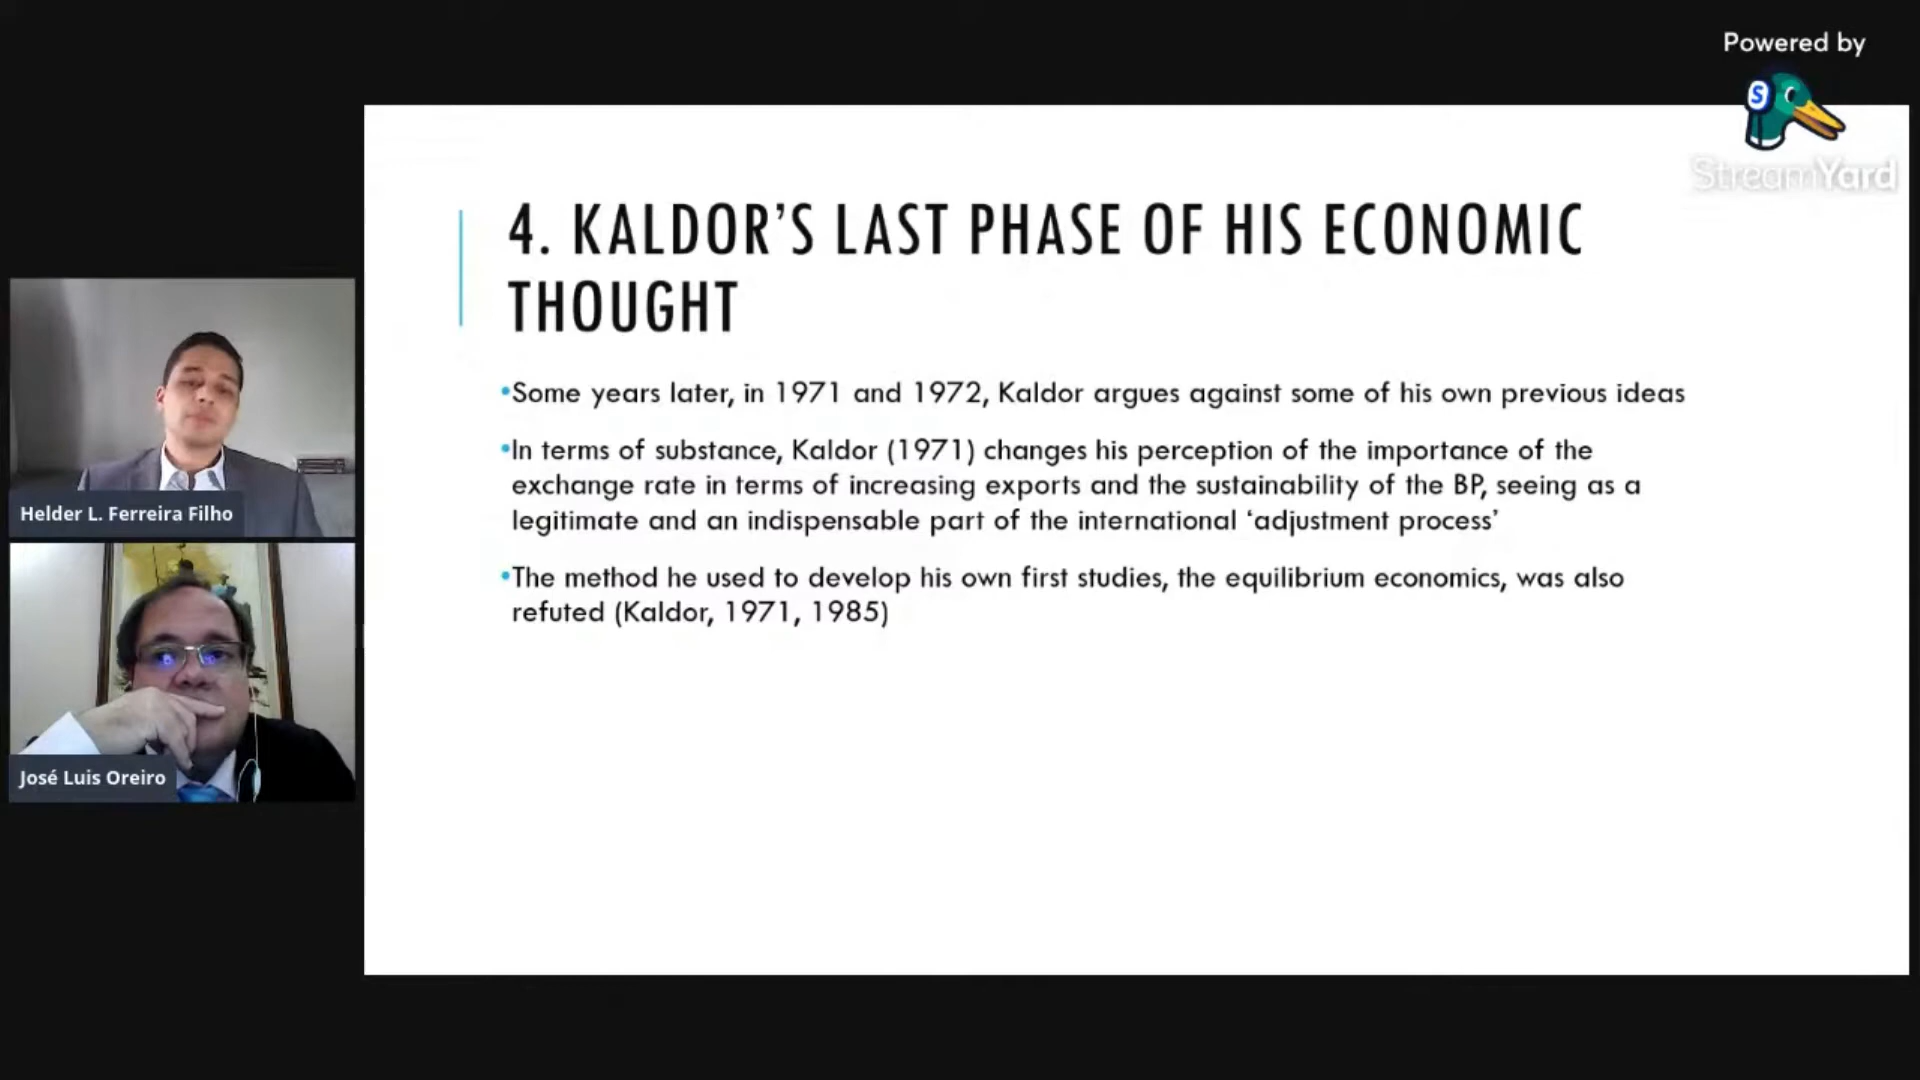 Powered by
S
StreamYard
4. KALDOR’S LAST PHASE OF HIS ECONOMIC
THOUGHT
•Some years later, in 1971 and 1972, Kaldor argues against some of his own previous ideas
•In terms of substance, Kaldor (1971) changes his perception of the importance of the
exchange rate in terms of increasing exports and the sustainability of the BP, seeing as a
legitimate and an indispensable part of the international ‘adjustment process’
•The method he used to develop his own first studies, the equilibrium economics, was also
refuted (Kaldor, 1971, 1985)
Helder L. Ferreira Filho
José Luis Oreiro